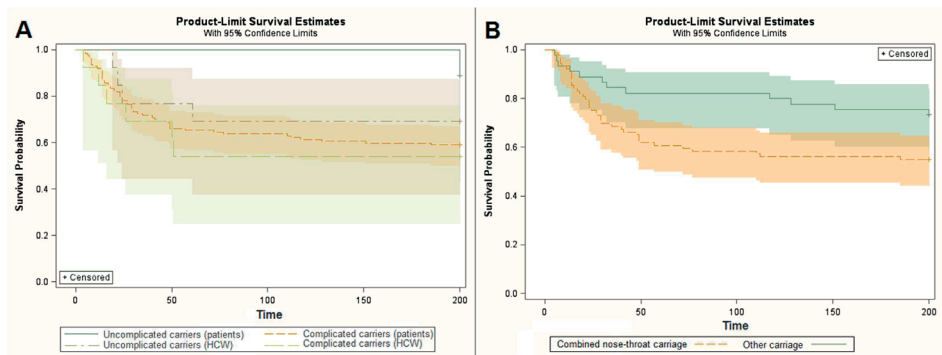 A
Product-Limit Survival Estimates
With 95% Confidence Limits
Survival Probability
1.0
0.8
0.6
0.4
0.2
0.0
+ Censored
0
50
100
150
200
Time
Uncomplicated carriers (patients)
Complicated carriers (patients)
Uncomplicated carriers (HCW)
Complicated carriers (HCW)
B
Product-Limit Survival Estimates
With 95% Confidence Limits
+ Censored
Survival Probability
1.0
0.8
0.6
0.4
0.2
0.0
0
50
100
150
200
Time
Combined nose-throat carriage
Other carriage